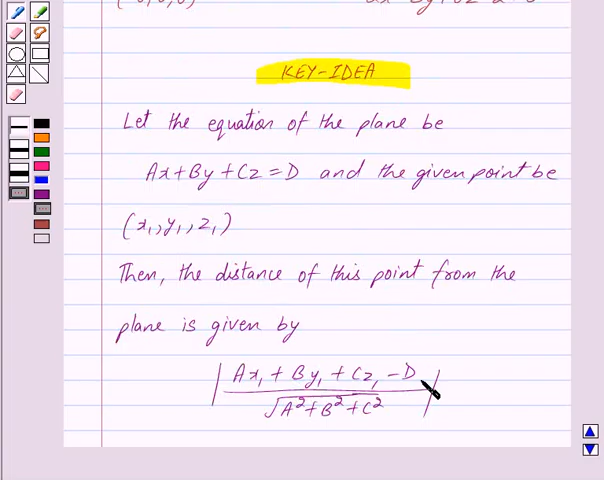 KEY-IDEA
Let the equation of the plane be
Ax+By+Cz=D and the given point be
(x₁,y₁,z₁)
Then, the distance of this point from the
plane is given by
| Ax₁ + By₁ + Cz₁ - D
√A²+B²+C² |